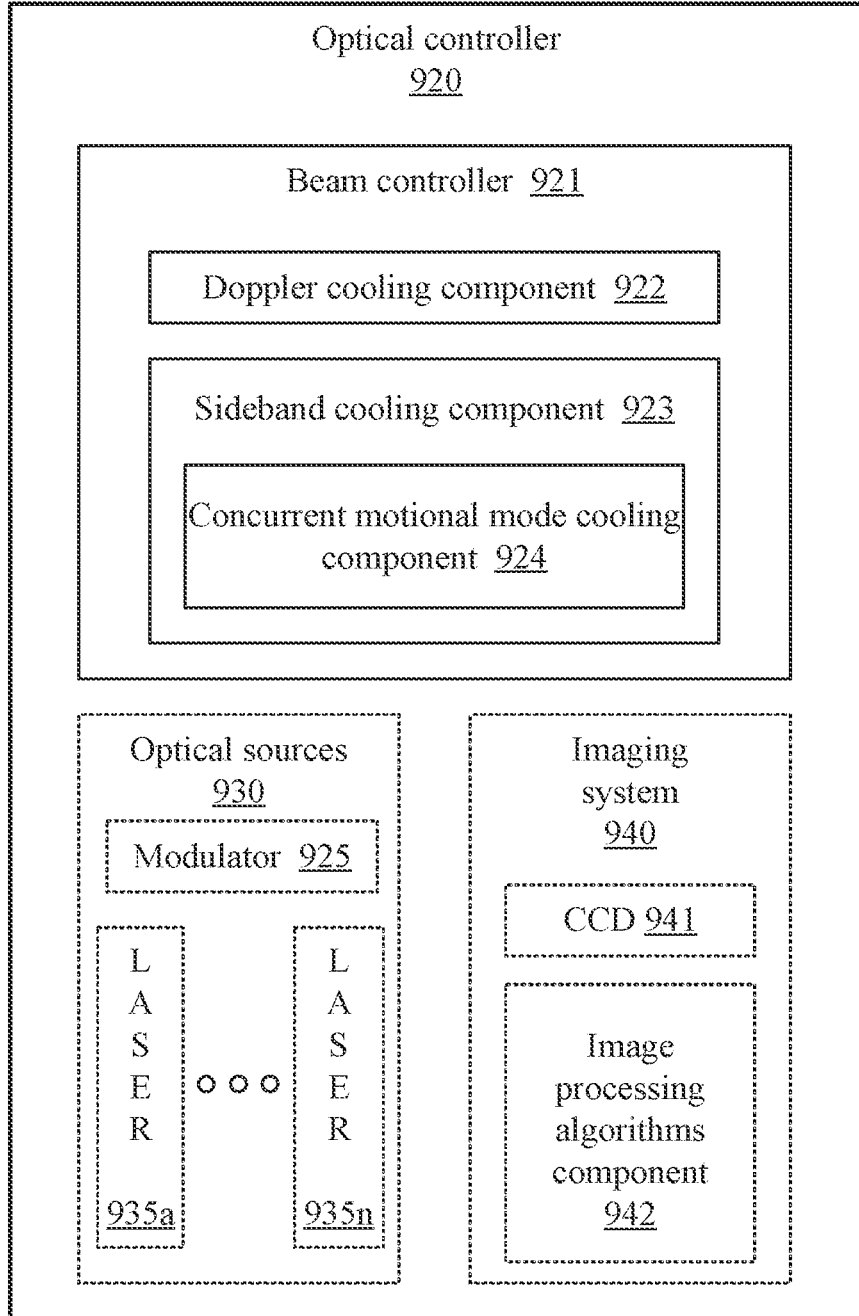 Optical controller
920
Beam controller 921
Doppler cooling component 922
Sideband cooling component 923
Concurrent motional mode cooling
component 924
Optical sources
930
Modulator 925
L
A
S
E
R
935a
L
A
S
E
R
935n
Imaging
system
940
CCD 941
Image
processing
algorithms
component
942